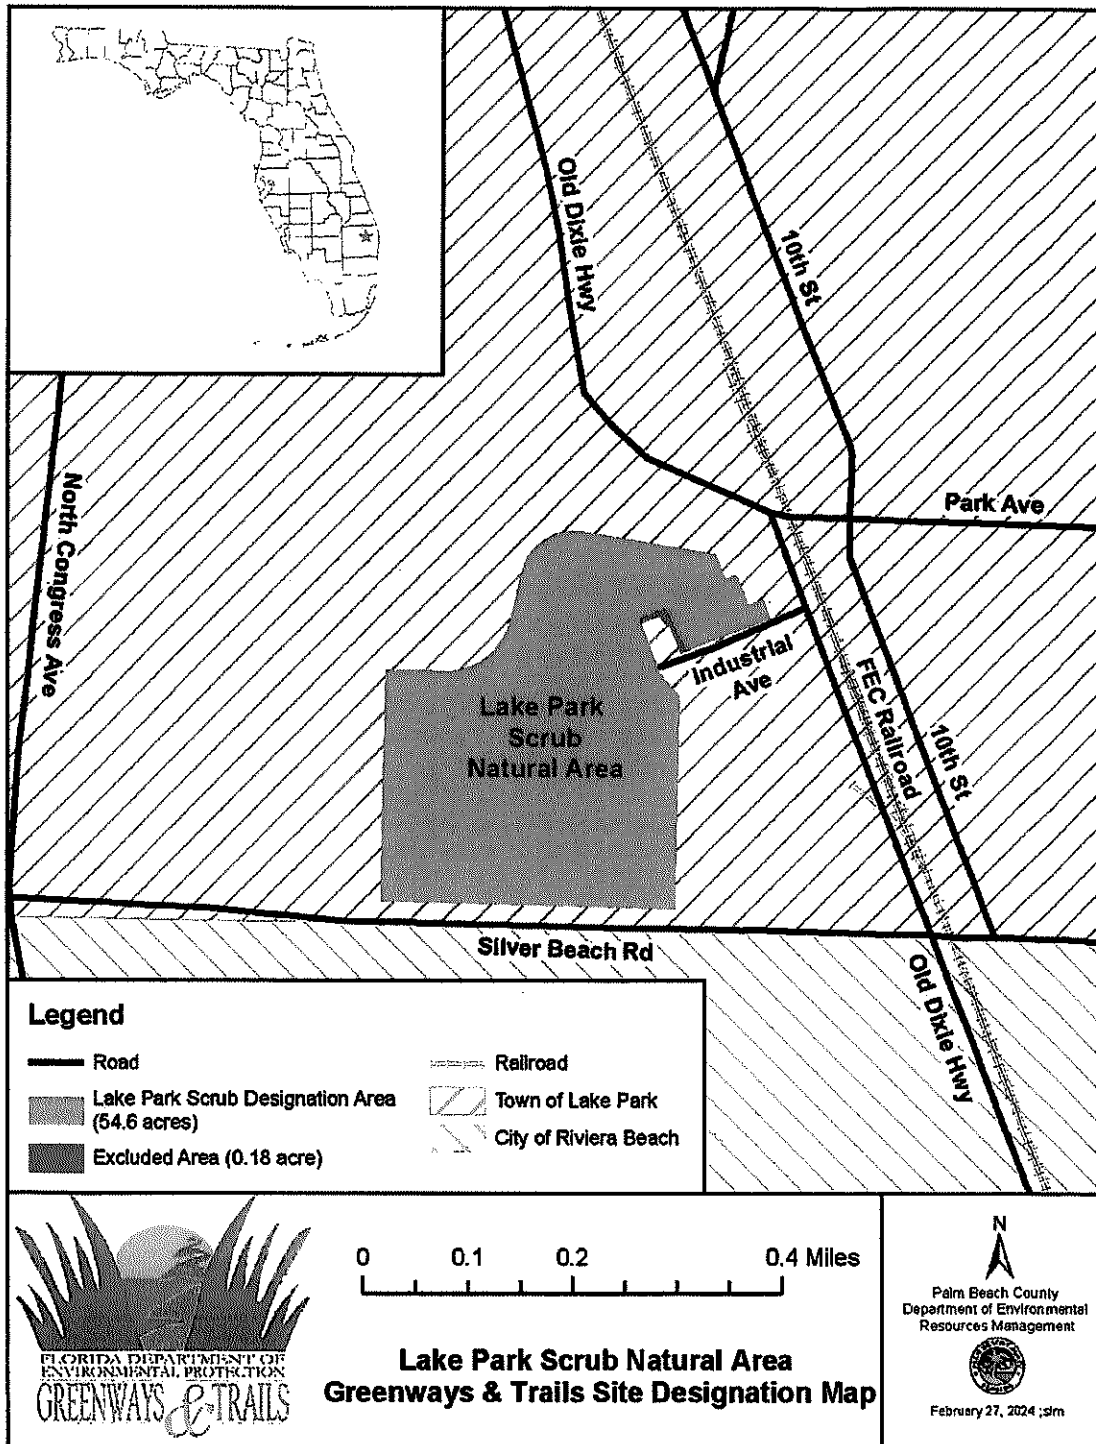 Old Dixie Hwy
10th St
North Congress Ave
Park Ave
Industrial
Ave
Lake Park
Scrub
Natural Area
FEC Railroad
10th St
Silver Beach Rd
Old Dixie Hwy
Legend
Road
Lake Park Scrub Designation Area
(54.6 acres)
Excluded Area (0.18 acre)
Railroad
Town of Lake Park
City of Riviera Beach
FLORIDA DEPARTMENT OF
ENVIRONMENTAL PROTECTION
GREENWAYS & TRAILS
0 0.1 0.2 0.4 Miles
Lake Park Scrub Natural Area
Greenways & Trails Site Designation Map
N
Palm Beach County
Department of Environmental
Resources Management
February 27, 2024 ;slm